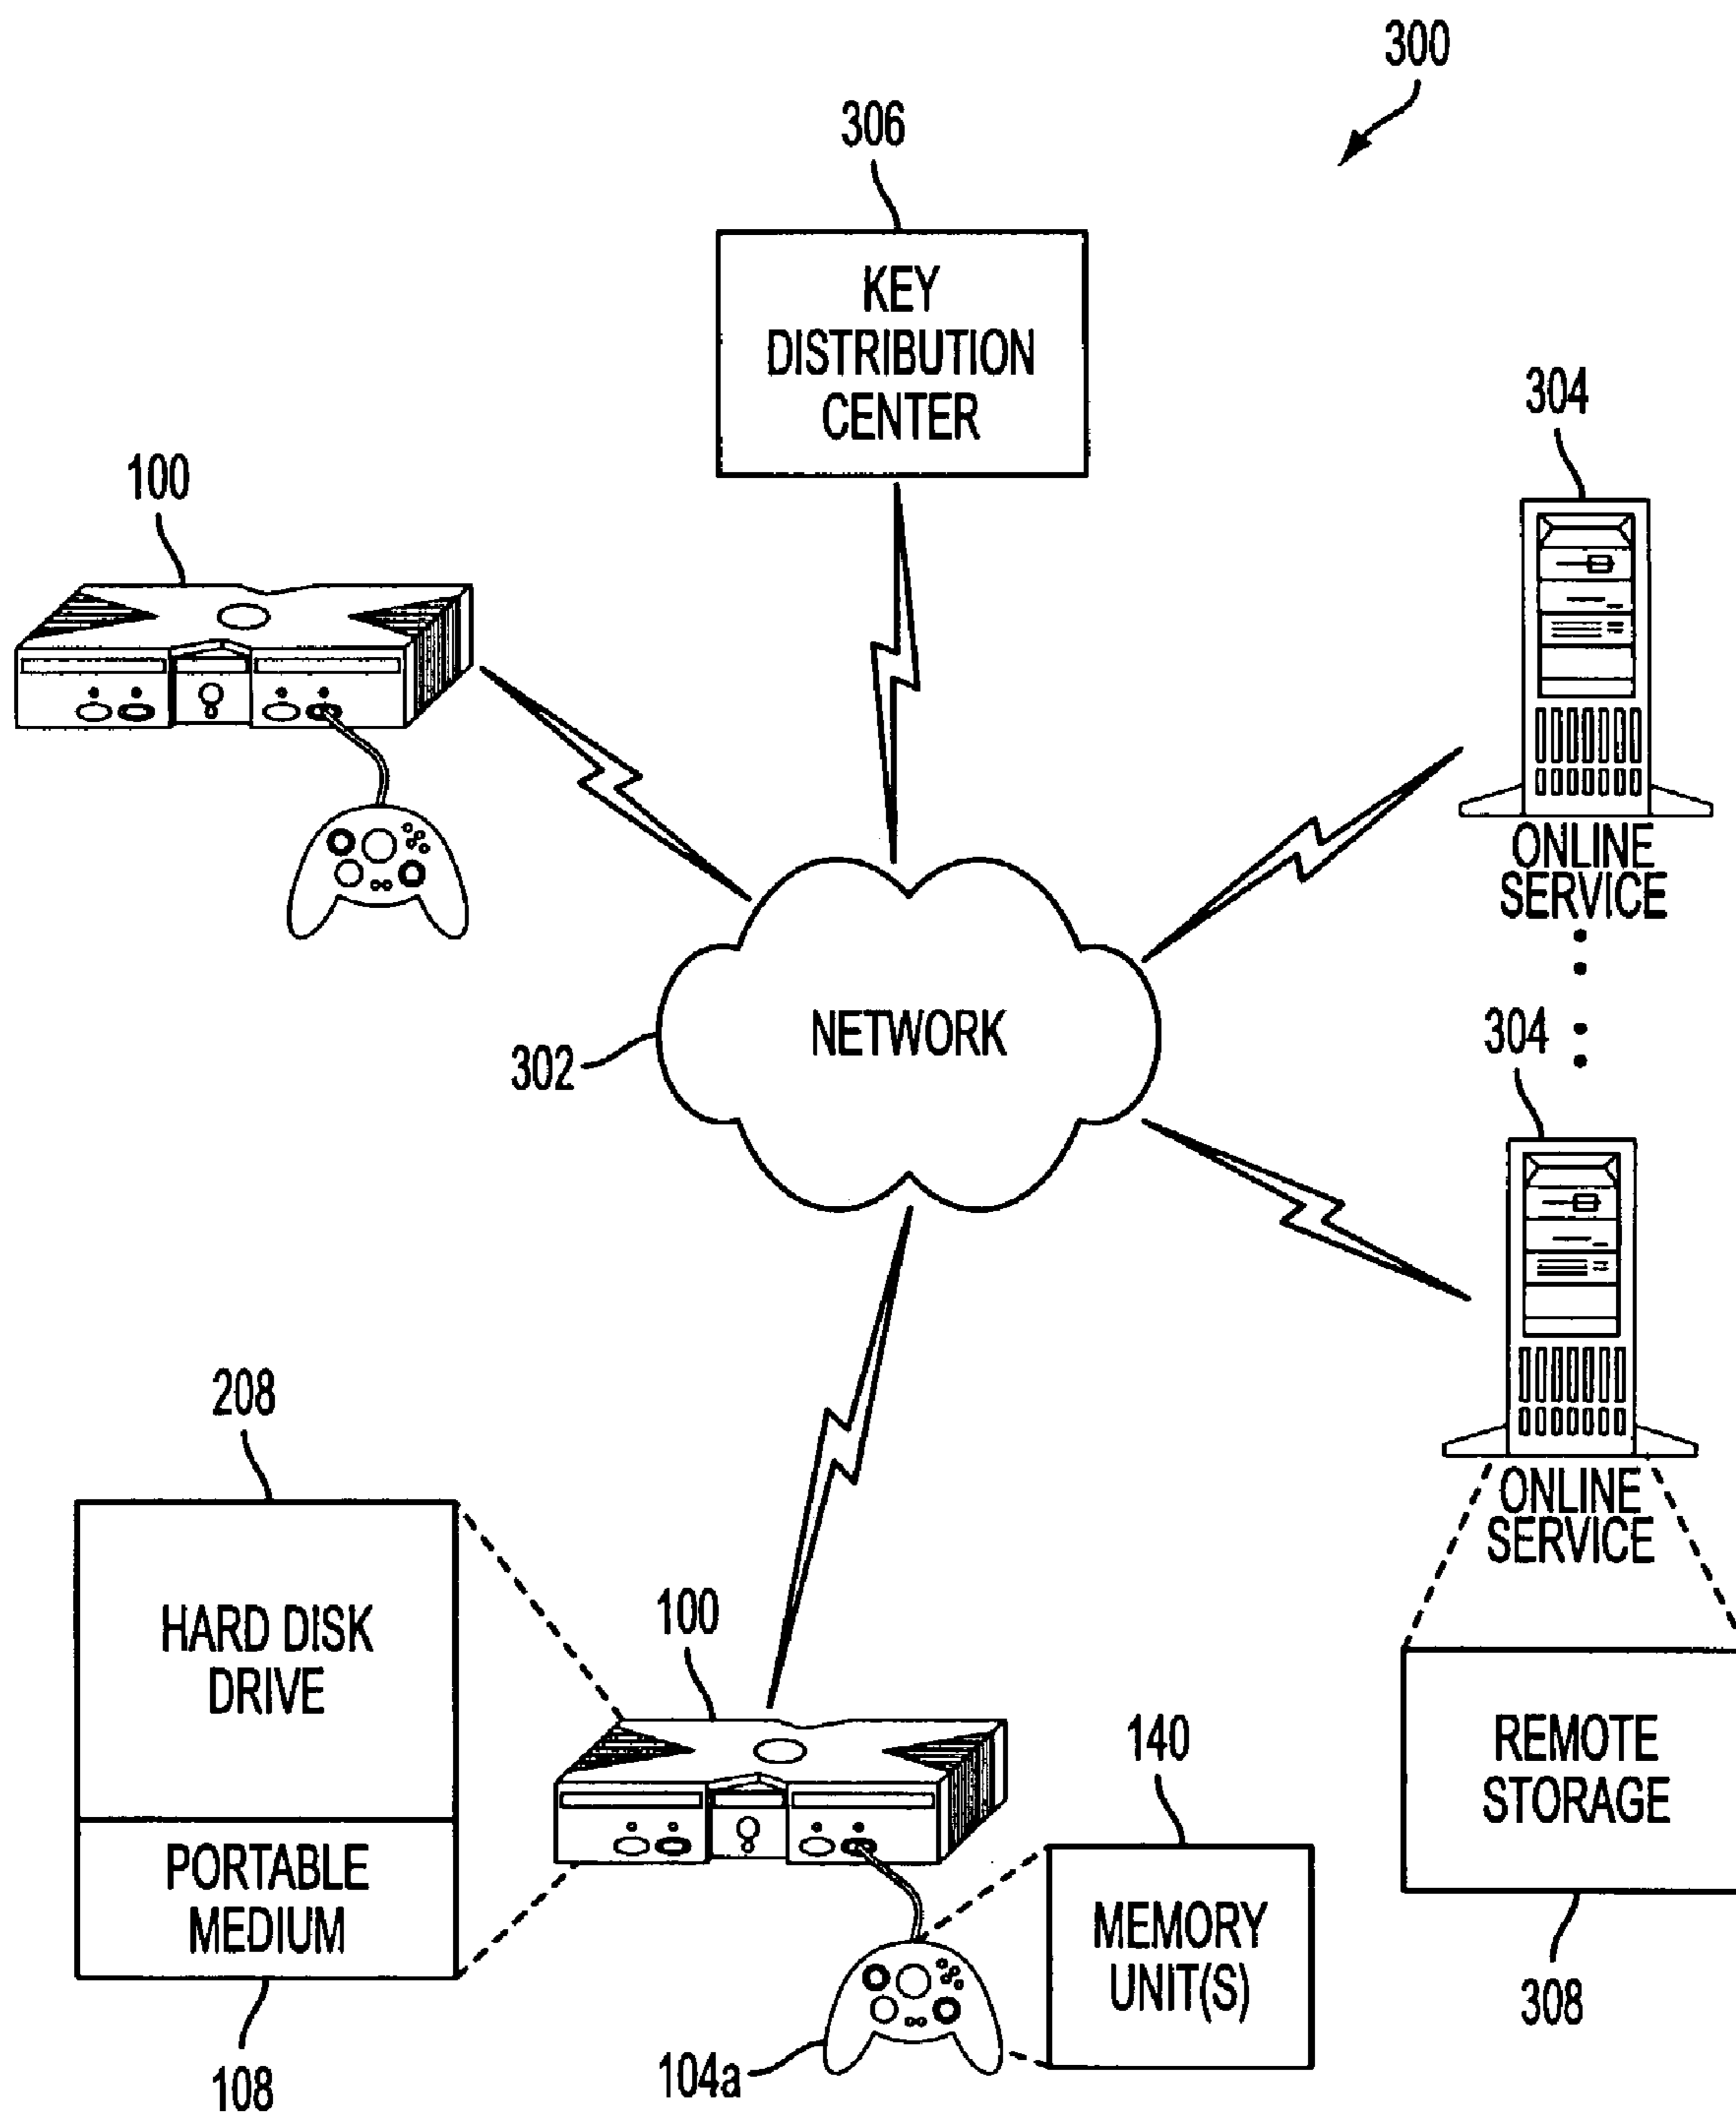 300
306
KEY
DISTRIBUTION
CENTER
304
100
ONLINE
SERVICE
NETWORK
302
304
208
HARD DISK
DRIVE
PORTABLE
MEDIUM
108
100
140
MEMORY
UNIT(S)
104a
ONLINE
SERVICE
REMOTE
STORAGE
308